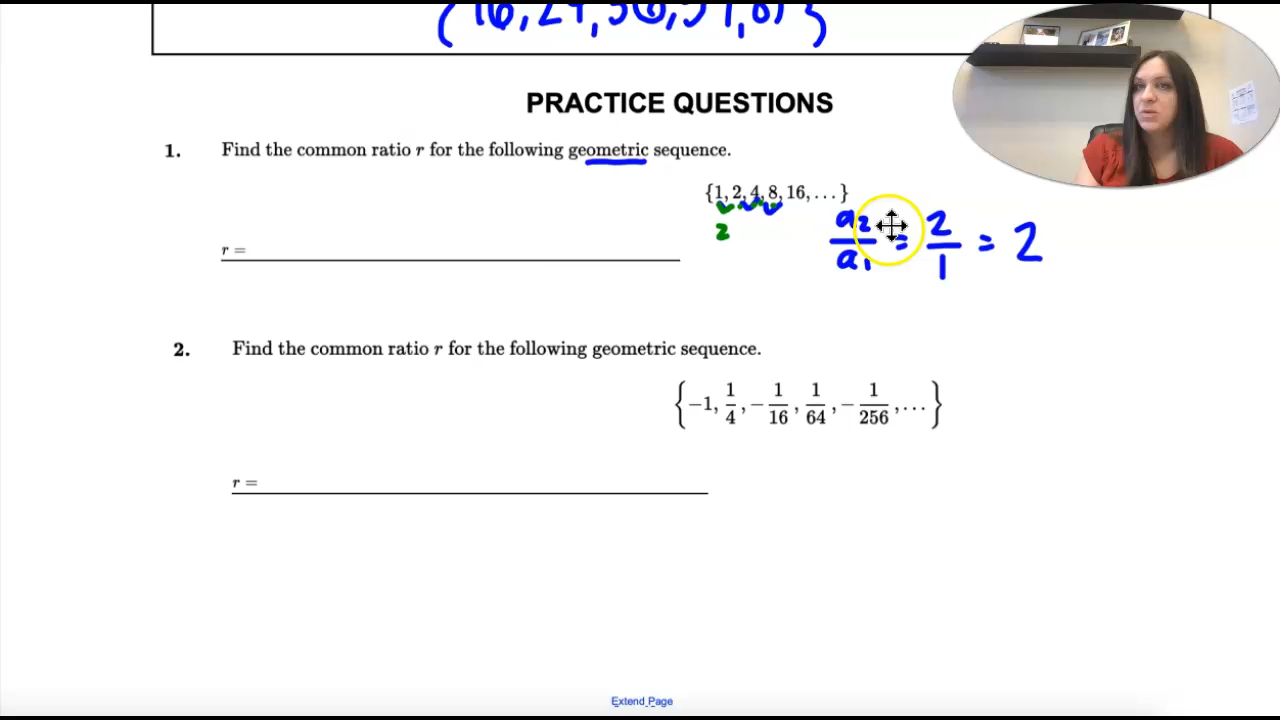 PRACTICE QUESTIONS
1. Find the common ratio r for the following geometric sequence.
{1, 2, 4, 8, 16, . . .}
2
a2/a1 = 2/1 = 2
r =
2. Find the common ratio r for the following geometric sequence.
{−1, 1/4, −1/16, 1/64, −1/256, . . .}
r =
Extend Page